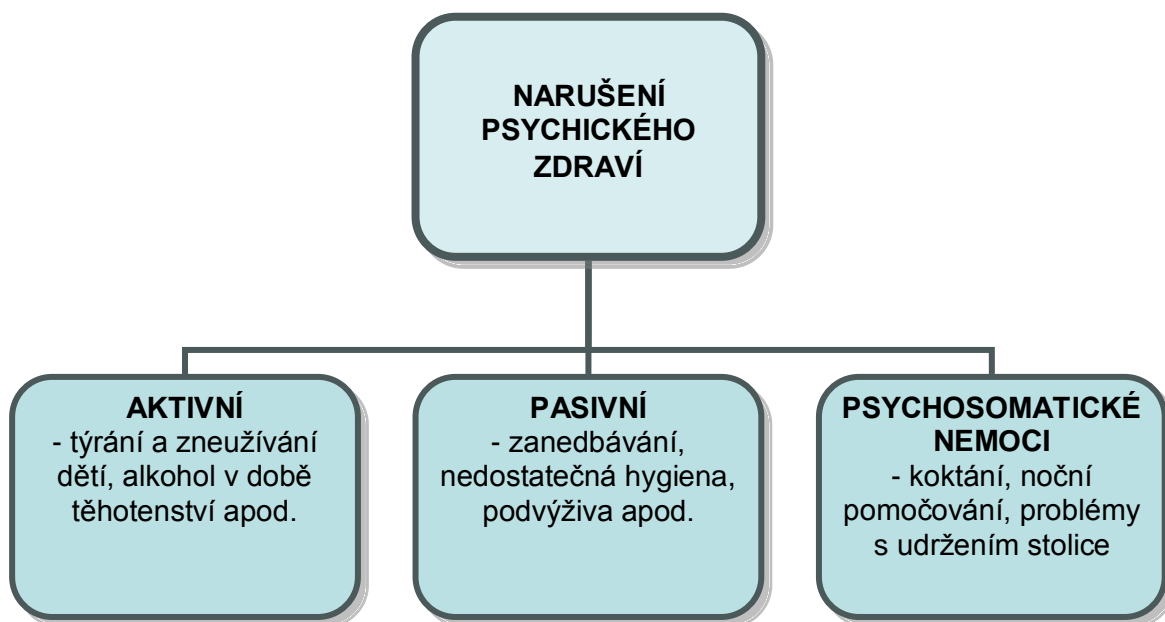 NARUŠENÍ
PSYCHICKÉHO
ZDRAVÍ
AKTIVNÍ
- týrání a zneužívání
dětí, alkohol v době
těhotenství apod.
PASIVNÍ
- zanedbávání,
nedostatečná hygiena,
podvýživa apod.
PSYCHOSOMATICKÉ
NEMOCI
- koktání, noční
pomočování, problémy
s udržením stolice